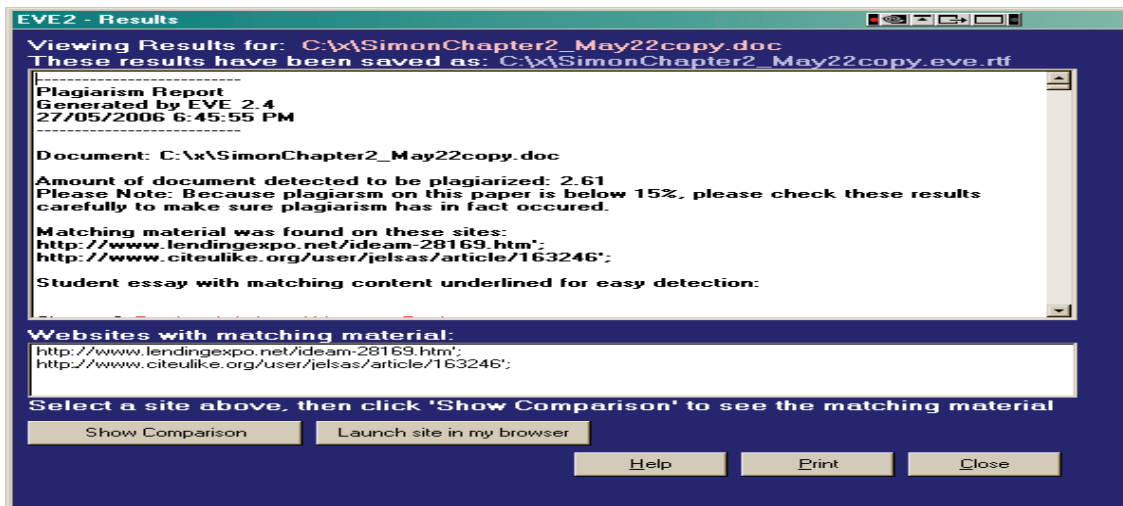 EVE2 - Results
Viewing Results for: C:\x\SimonChapter2_May22copy.doc
These results have been saved as: C:\x\SimonChapter2_May22copy.eve.rtf
-------------------------
Plagiarism Report
Generated by EVE 2.4
27/05/2006 6:45:55 PM
-------------------------
Document: C:\x\SimonChapter2_May22copy.doc
Amount of document detected to be plagiarized: 2.61
Please Note: Because plagiarsm on this paper is below 15%, please check these results
carefully to make sure plagiarism has in fact occured.
Matching material was found on these sites:
http://www.lendingexpo.net/ideam-28169.htm';
http://www.citeulike.org/user/jelsas/article/163246';
Student essay with matching content underlined for easy detection:
Websites with matching material:
http://www.lendingexpo.net/ideam-28169.htm';
http://www.citeulike.org/user/jelsas/article/163246';
Select a site above, then click 'Show Comparison' to see the matching material
Show Comparison Launch site in my browser
Help Print Close